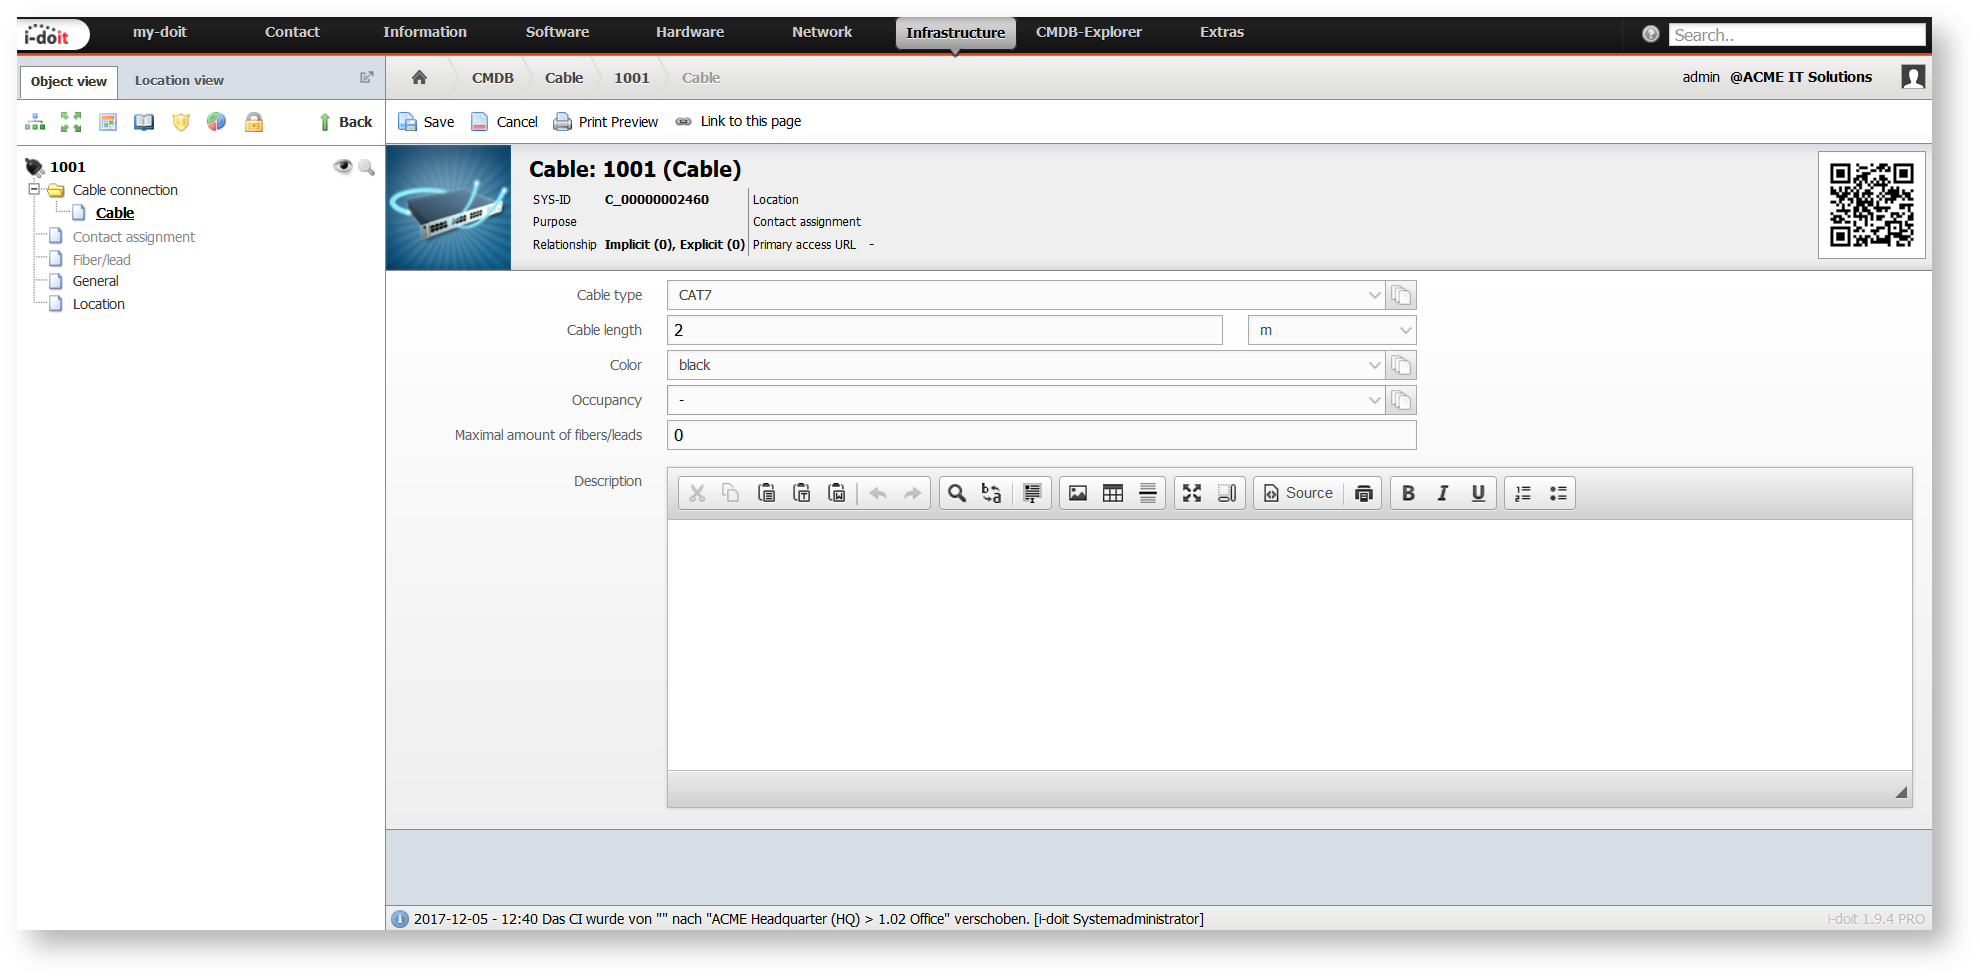 i-doit my-doit Contact Information Software Hardware Network Infrastructure CMDB-Explorer Extras ? Search..
Object view Location view CMDB Cable 1001 Cable admin @ACME IT Solutions
Back Save Cancel Print Preview Link to this page
1001
Cable connection
Cable
Contact assignment
Fiber/lead
General
Location
Cable: 1001 (Cable)
SYS-ID C_00000002460 Location
Purpose Contact assignment
Relationship Implicit (0), Explicit (0) Primary access URL -
Cable type CAT7
Cable length 2 m
Color black
Occupancy -
Maximal amount of fibers/leads 0
Description Source B I U
2017-12-05 - 12:40 Das CI wurde von "" nach "ACME Headquarter (HQ) > 1.02 Office" verschoben. [i-doit Systemadministrator] i-doit 1.9.4 PRO